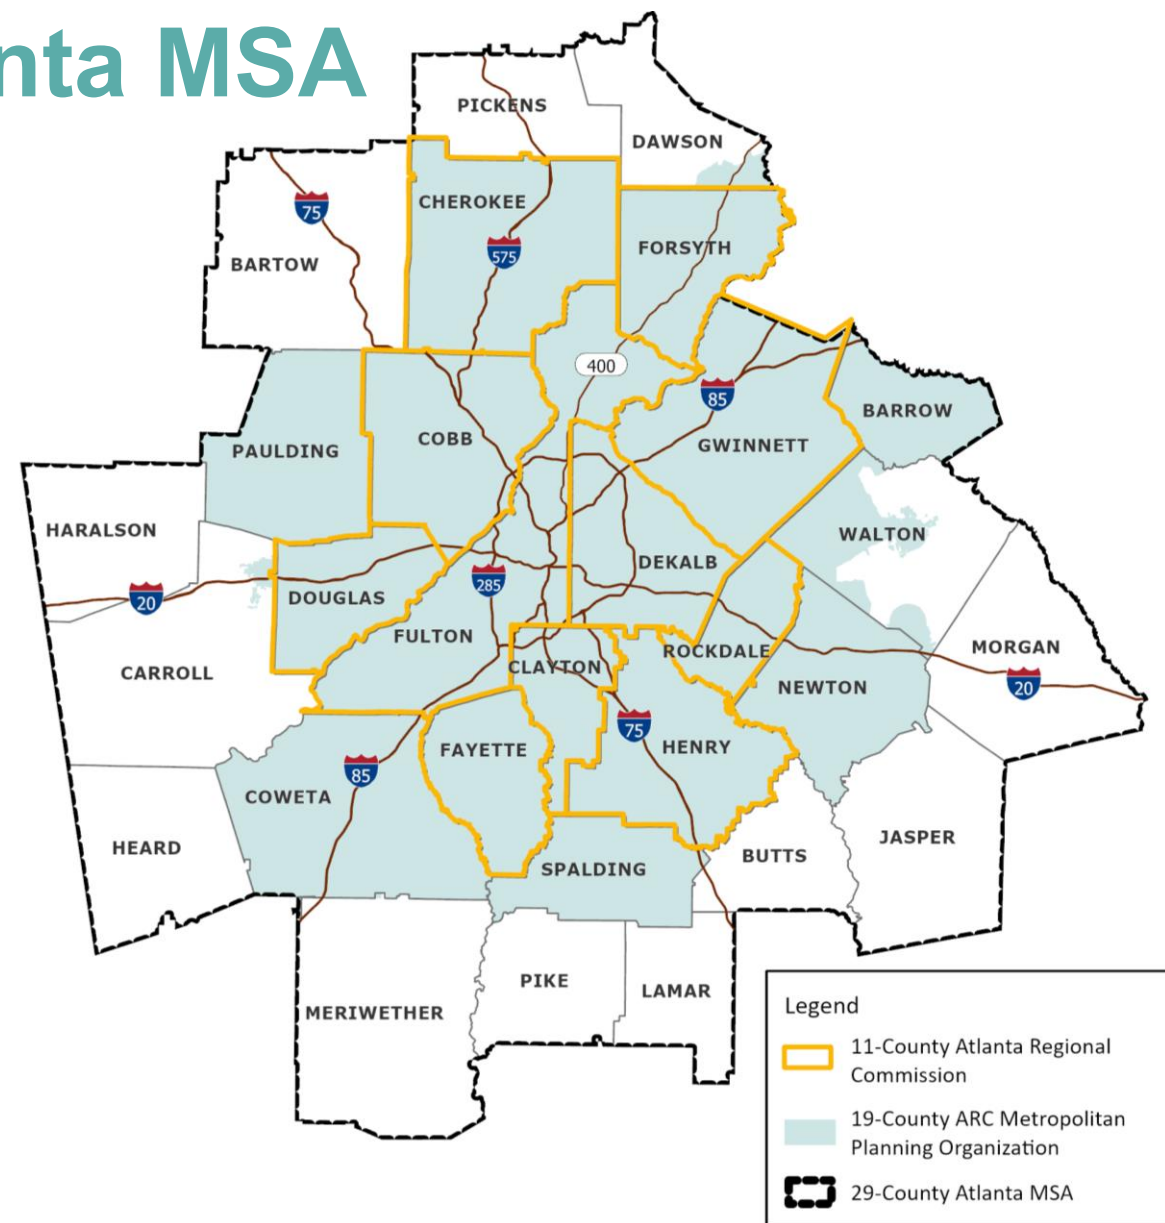 nta MSA
PICKENS
DAWSON
CHEROKEE
75
575
FORSYTH
BARTOW
400
85
BARROW
COBB
GWINNETT
PAULDING
HARALSON
WALTON
DEKALB
285
20
DOUGLAS
FULTON
CLAYTON
ROCKDALE
MORGAN
CARROLL
NEWTON
20
75
FAYETTE
HENRY
85
COWETA
JASPER
HEARD
BUTTS
SPALDING
PIKE
LAMAR
MERIWETHER
Legend
11-County Atlanta Regional
Commission
19-County ARC Metropolitan
Planning Organization
29-County Atlanta MSA